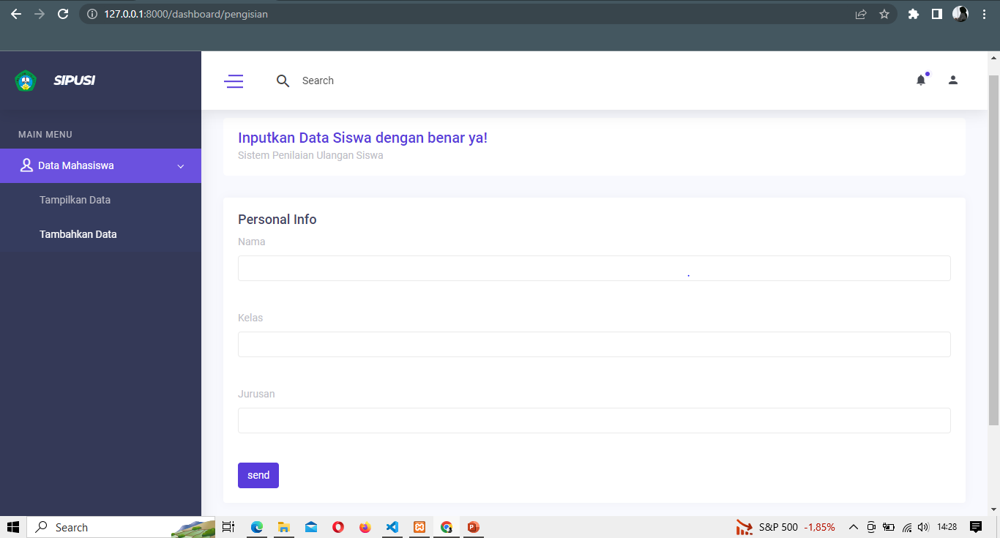 127.0.0.1:8000/dashboard/pengisian
SIPUSI
Search
MAIN MENU
Data Mahasiswa
Tampilkan Data
Tambahkan Data
Inputkan Data Siswa dengan benar ya!
Sistem Penilaian Ulangan Siswa
Personal Info
Nama
Kelas
Jurusan
send
Search
S&P 500 -1,85%
14:28